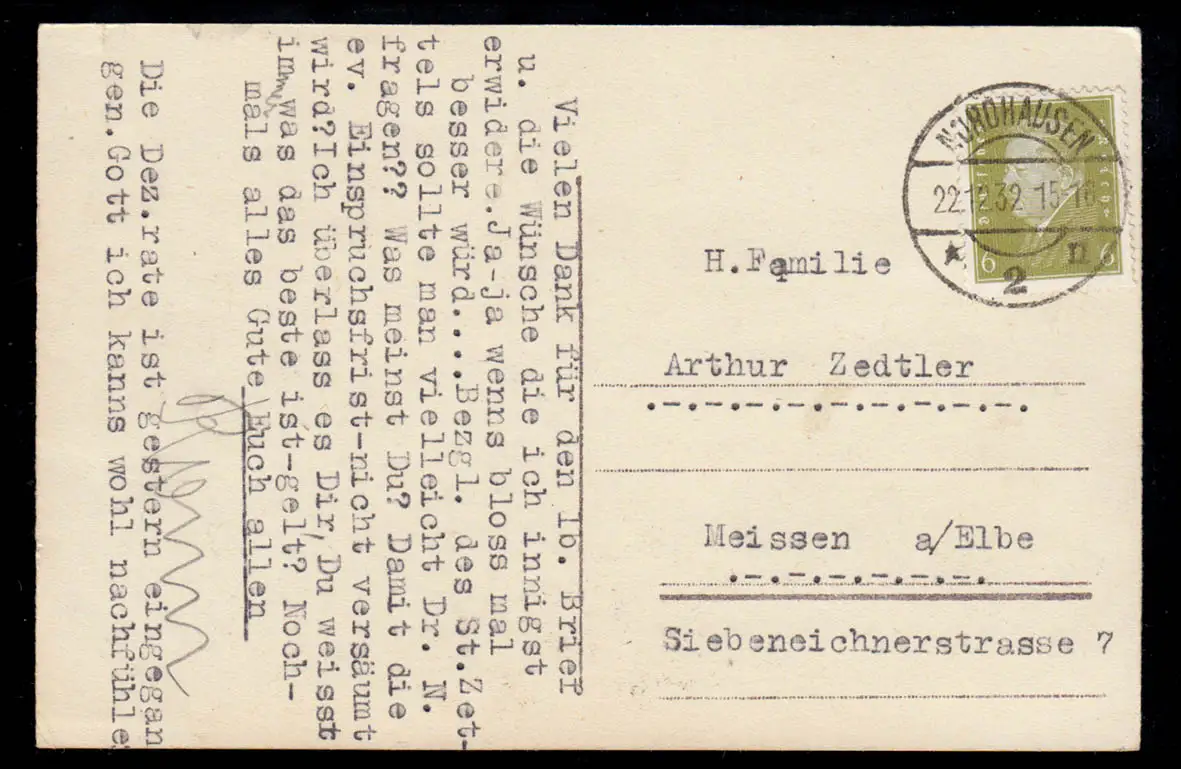 Vielen Dank für den lb. Brief
u. die Wünsche die ich innigst
erwidere.Ja-ja wenns bloss mal
besser würd...Bezgl. des St.Zet-
tels sollte man vielleicht Dr. N.
fragen?? Was meinst Du? Damit die
ev. Einspruchsfrist-nicht versäumt
wird?Ich überlass es Dir,Du weisst
imm, was das beste ist-gelt? Noch-
mals alles Gute Euch allen
Die Dez.rate ist gestern eingegan
gen.Gott ich kanns wohl nachfühle
NORDHAUSEN
22.12.32.15-16
* 2 n
6 6
H.Familie
Arthur Zedtler
Meissen a/Elbe
Siebeneichnerstrasse 7